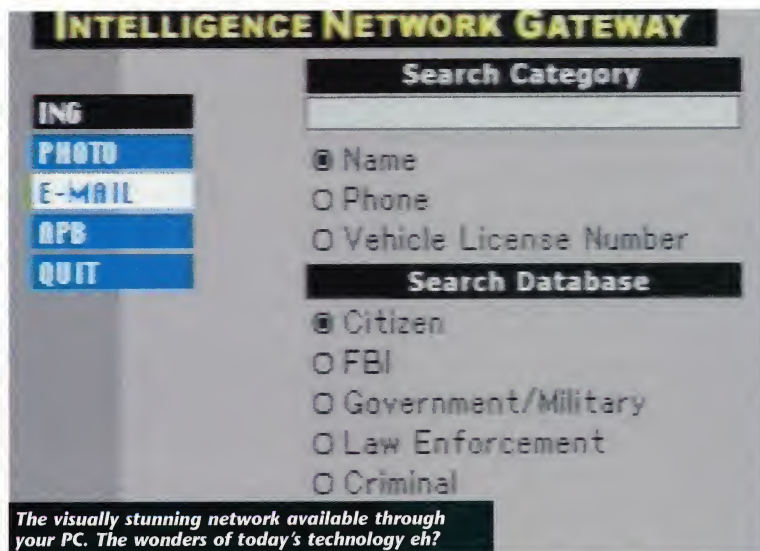 INTELLIGENCE NETWORK GATEWAY
Search Category
ING
PHOTO
E-MAIL
APB
QUIT
Name
Phone
Vehicle License Number
Search Database
Citizen
FBI
Government/Military
Law Enforcement
Criminal
The visually stunning network available through
your PC. The wonders of today's technology eh?